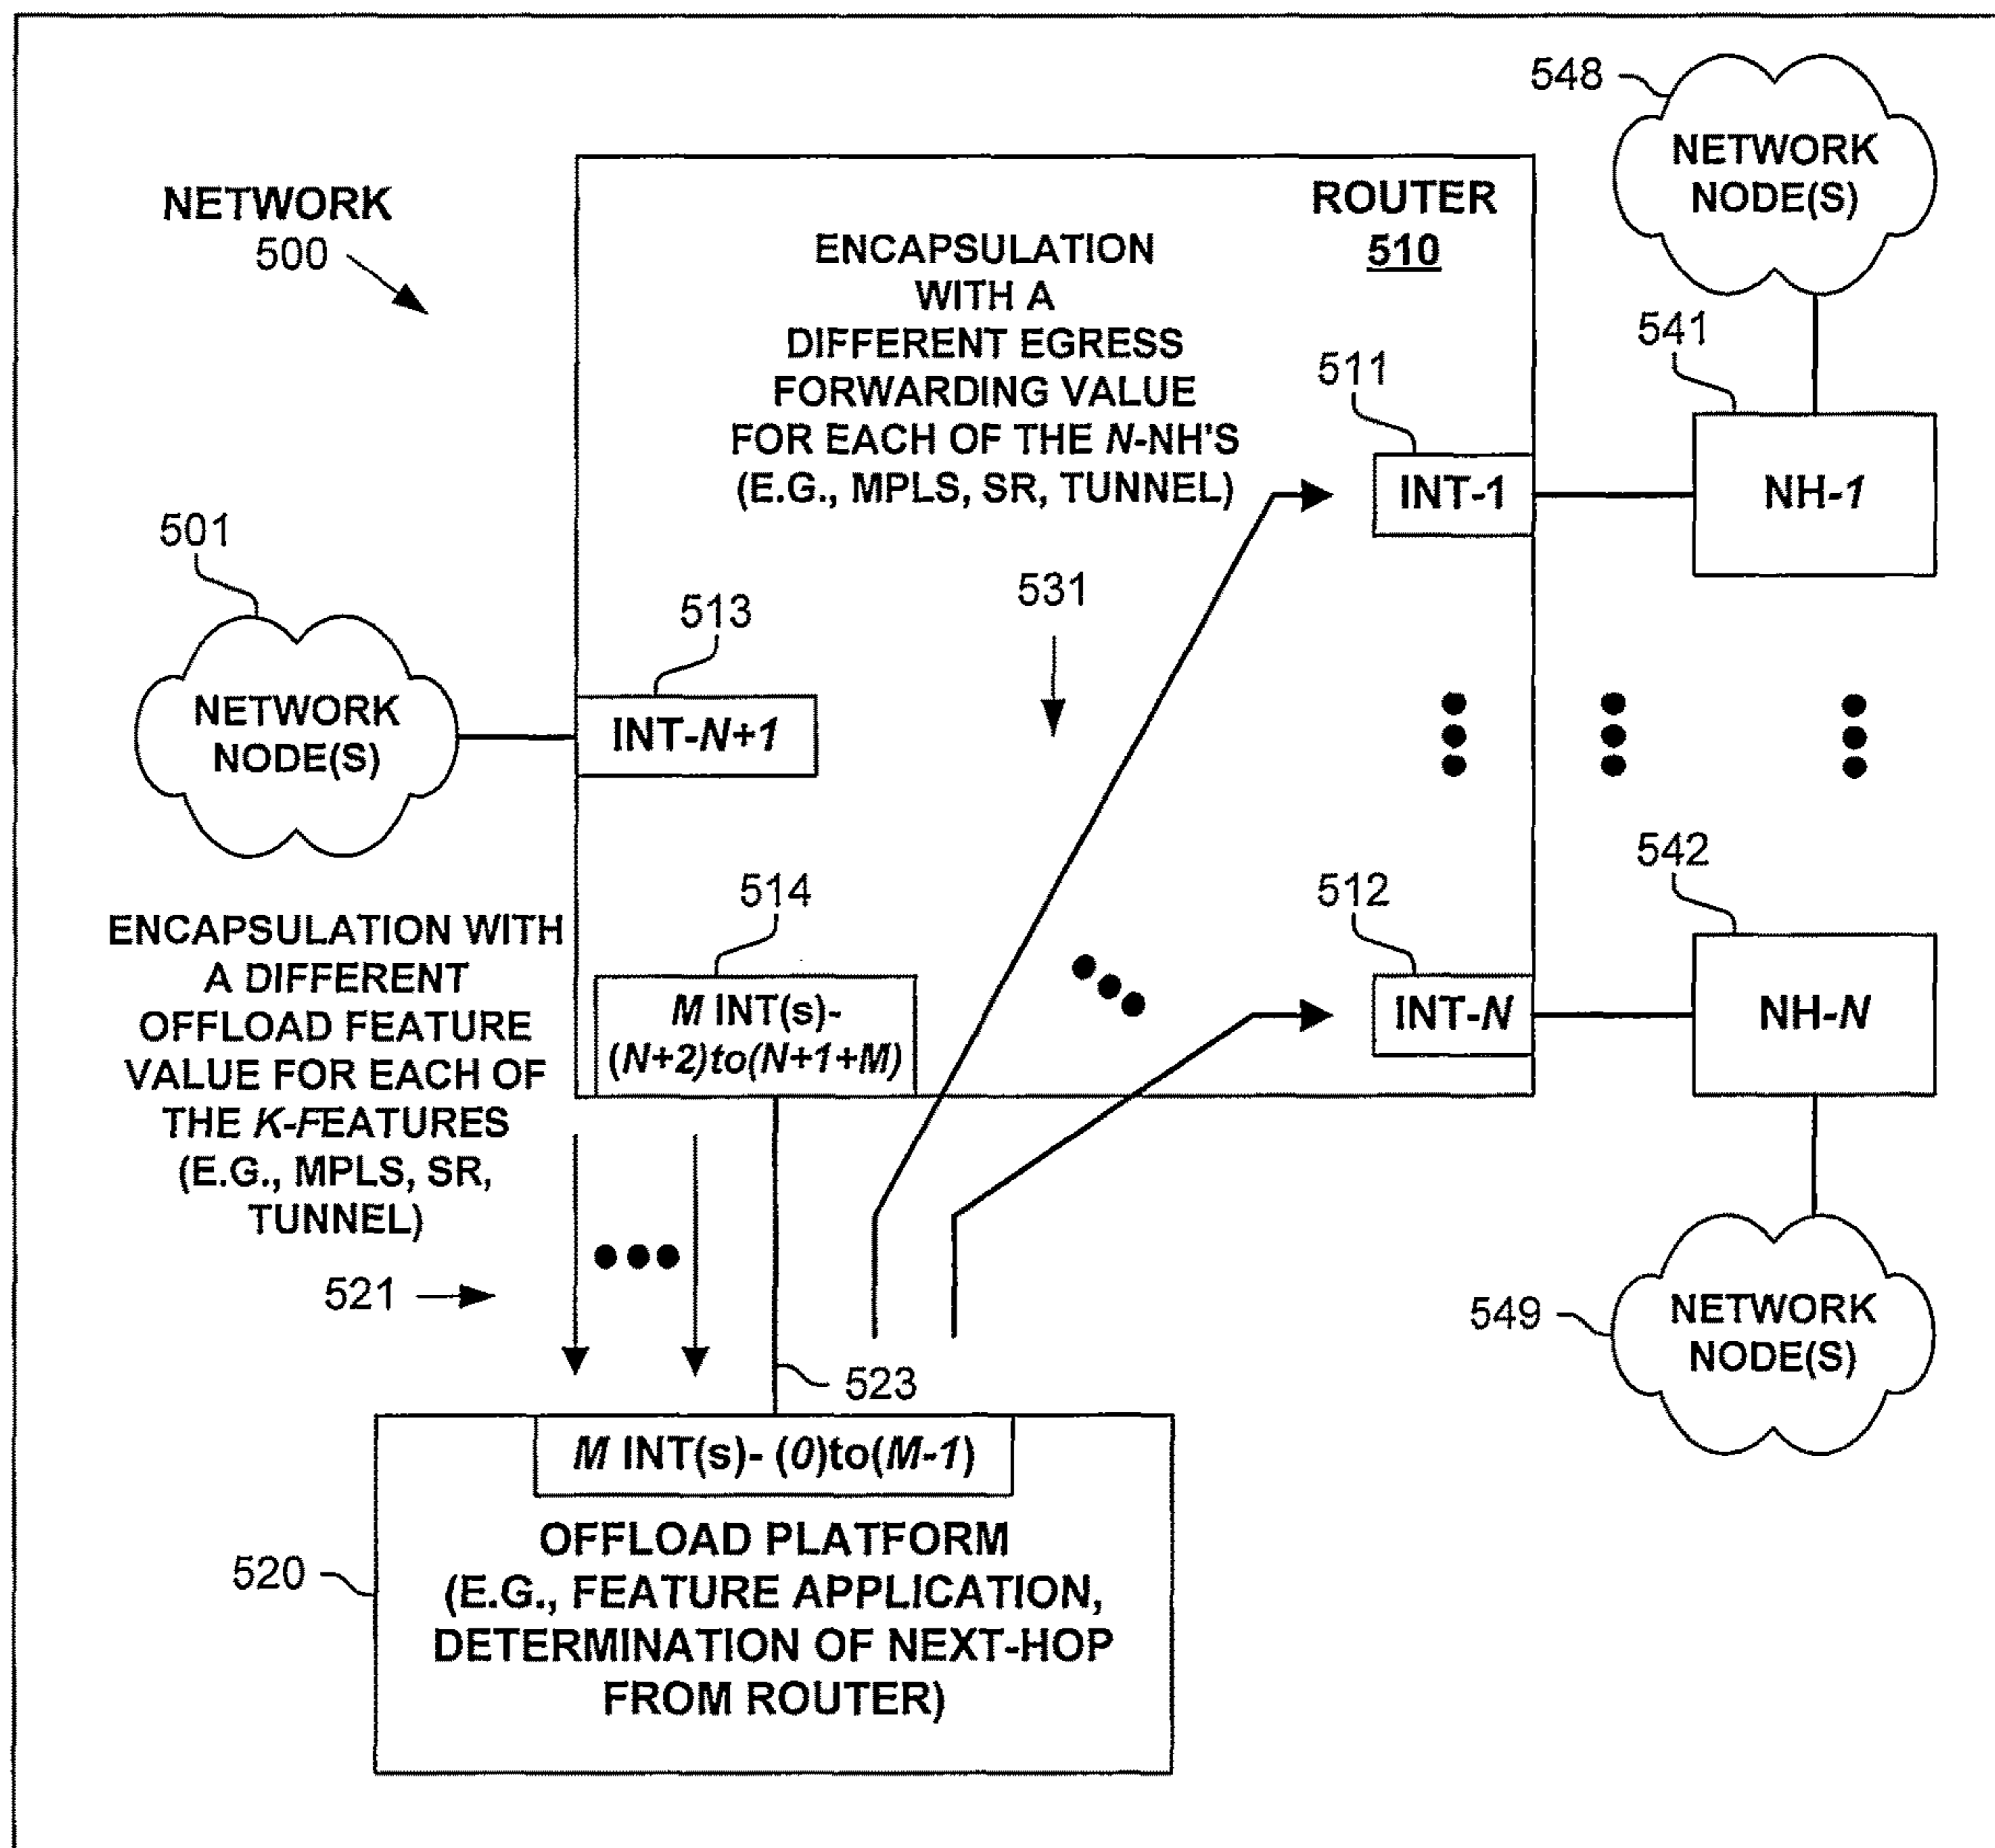 NETWORK
500
ROUTER
510
ENCAPSULATION
WITH A
DIFFERENT EGRESS
FORWARDING VALUE
FOR EACH OF THE N-NH'S
(E.G., MPLS, SR, TUNNEL)
548
NETWORK
NODE(S)
541
511
INT-1
NH-1
501
NETWORK
NODE(S)
513
INT-N+1
531
542
514
512
M INT(s)-
(N+2)to(N+1+M)
INT-N
NH-N
ENCAPSULATION WITH
A DIFFERENT
OFFLOAD FEATURE
VALUE FOR EACH OF
THE K-FEATURES
(E.G., MPLS, SR,
TUNNEL)
521
523
549
NETWORK
NODE(S)
M INT(s)- (0)to(M-1)
520
OFFLOAD PLATFORM
(E.G., FEATURE APPLICATION,
DETERMINATION OF NEXT-HOP
FROM ROUTER)